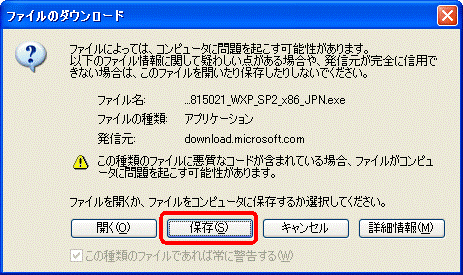 ファイルのダウンロード
ファイルによっては、コンピュータに問題を起こす可能性があります。
以下のファイル情報に関して疑わしい点がある場合や、発信元が完全に信用で
きない場合は、このファイルを開いたり保存したりしないでください。
ファイル名: ...815021_WXP_SP2_x86_JPN.exe
ファイルの種類: アプリケーション
発信元: download.microsoft.com
この種類のファイルに悪質なコードが含まれている場合、ファイルがコンピュ
ータに問題を起こす可能性があります。
ファイルを開くか、ファイルをコンピュータに保存するか選択してください。
開く(O) 保存(S) キャンセル 詳細情報(M)
この種類のファイルであれば常に警告する(W)